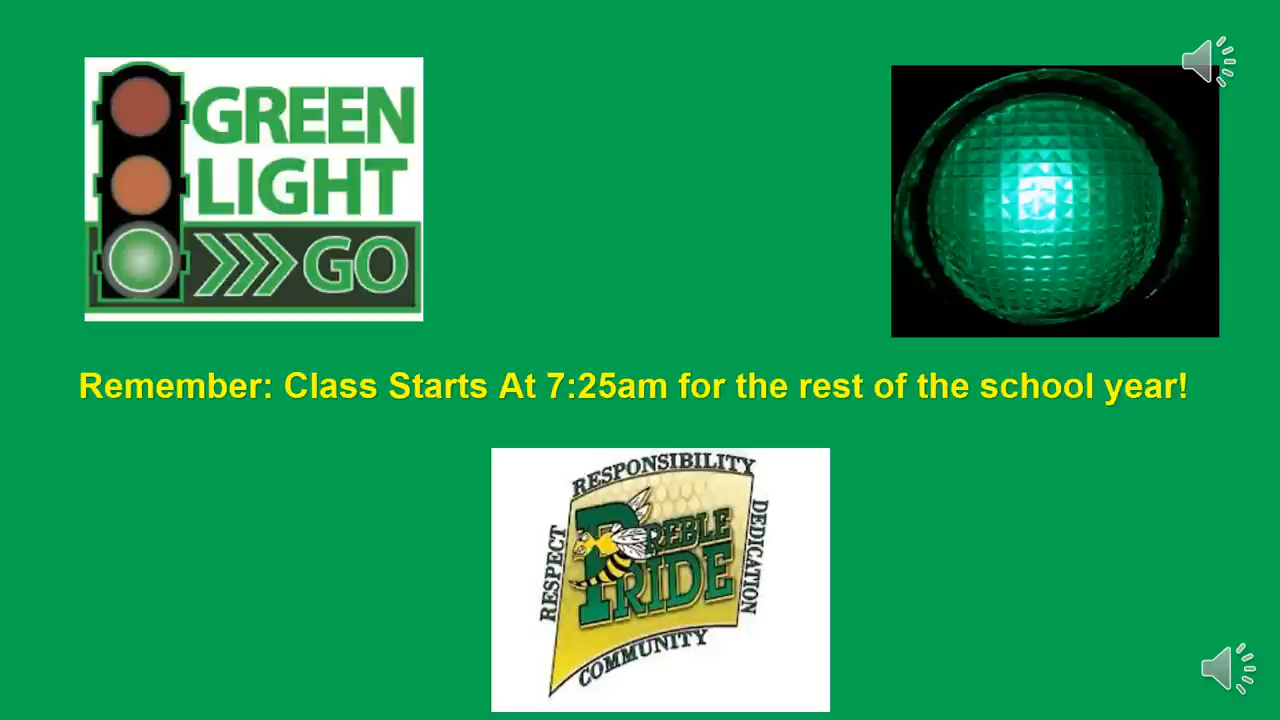 GREEN
LIGHT
GO
Remember: Class Starts At 7:25am for the rest of the school year!
RESPONSIBILITY
RESPECT
PREBLE
PRIDE
DEDICATION
COMMUNITY